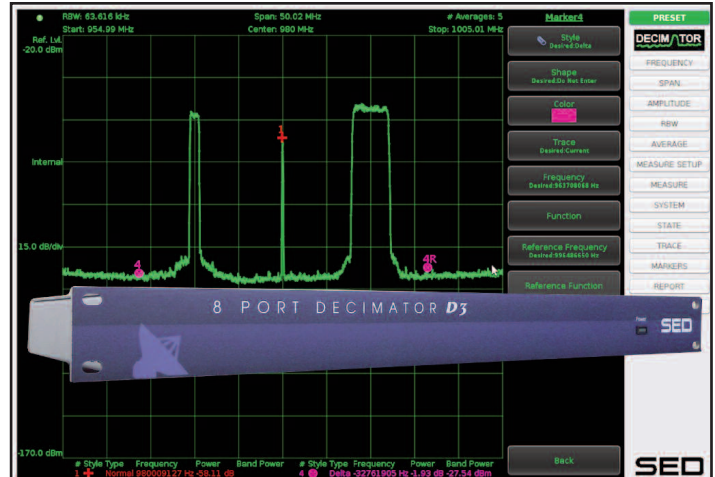 RBW: 63.616 kHz Span: 50.02 MHz # Averages: 5
Start: 954.99 MHz Center: 980 MHz Stop: 1005.01 MHz
Ref. Lvl.
-20.0 dBm
Internal
15.0 dB/div
-170.0 dBm
1
4
4R
# Style Type Frequency Power Band Power # Style Type Frequency Power Band Power
1 Normal 980009127 Hz -58.11 dB 4 Delta -32761905 Hz -1.93 dB -27.54 dBm
Marker4
Style
Desired:Delta
Shape
Desired:Do Not Enter
Color
Trace
Desired:Current
Frequency
Desired:963708068 Hz
Function
Reference Frequency
Desired:996486650 Hz
Reference Function
Back
PRESET
DECIMATOR
FREQUENCY
SPAN
AMPLITUDE
RBW
AVERAGE
MEASURE SETUP
MEASURE
SYSTEM
STATE
TRACE
MARKERS
REPORT
8 PORT DECIMATOR D3
SED
SED